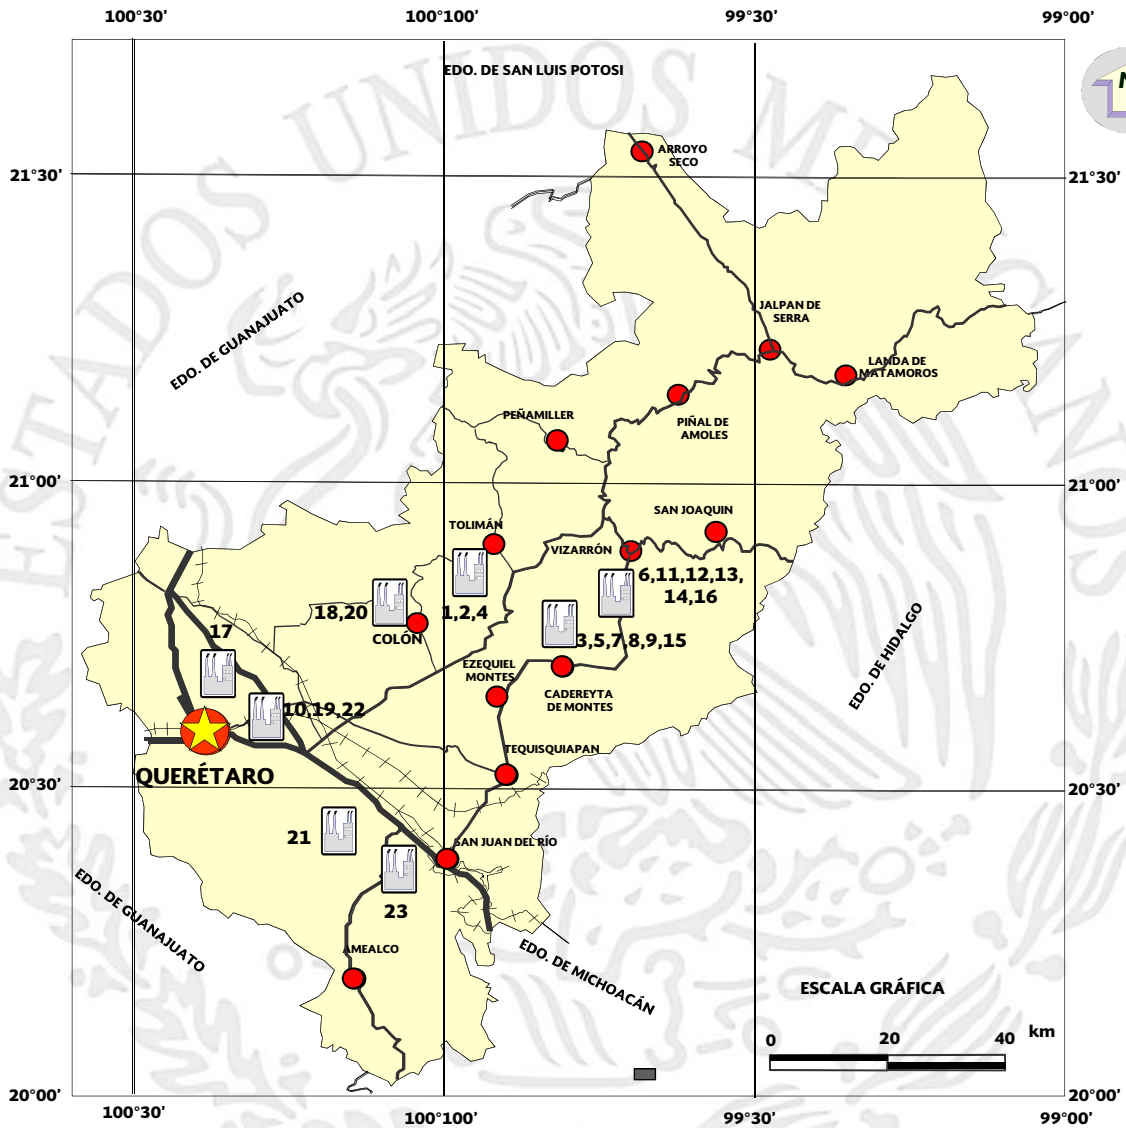 100°30’
100°100’
99°30’
99°00’
EDO. DE SAN LUIS POTOSI
N
ARROYO
SECO
21°30’
21°30’
ESTADOS UNIDOS MEXICANOS
EDO. DE GUANAJUATO
JALPAN DE
SERRA
LANDA DE
MATAMOROS
PEÑAMILLER
PIÑAL DE
AMOLES
21°00’
21°00’
TOLIMÁN
SAN JOAQUIN
VIZARRÓN
6,11,12,13,
14,16
18,20
1,2,4
COLÓN
17
3,5,7,8,9,15
EZEQUIEL
MONTES
CADEREYTA
DE MONTES
EDO. DE HIDALGO
10,19,22
TEQUISQUIAPAN
QUERÉTARO
20°30’
20°30’
21
SAN JUAN DEL RÍO
23
EDO. DE GUANAJUATO
AMEALCO
EDO. DE MICHOACÁN
ESCALA GRÁFICA
0
20
40
km
20°00’
20°00’
100°30’
100°100’
99°30’
99°00’